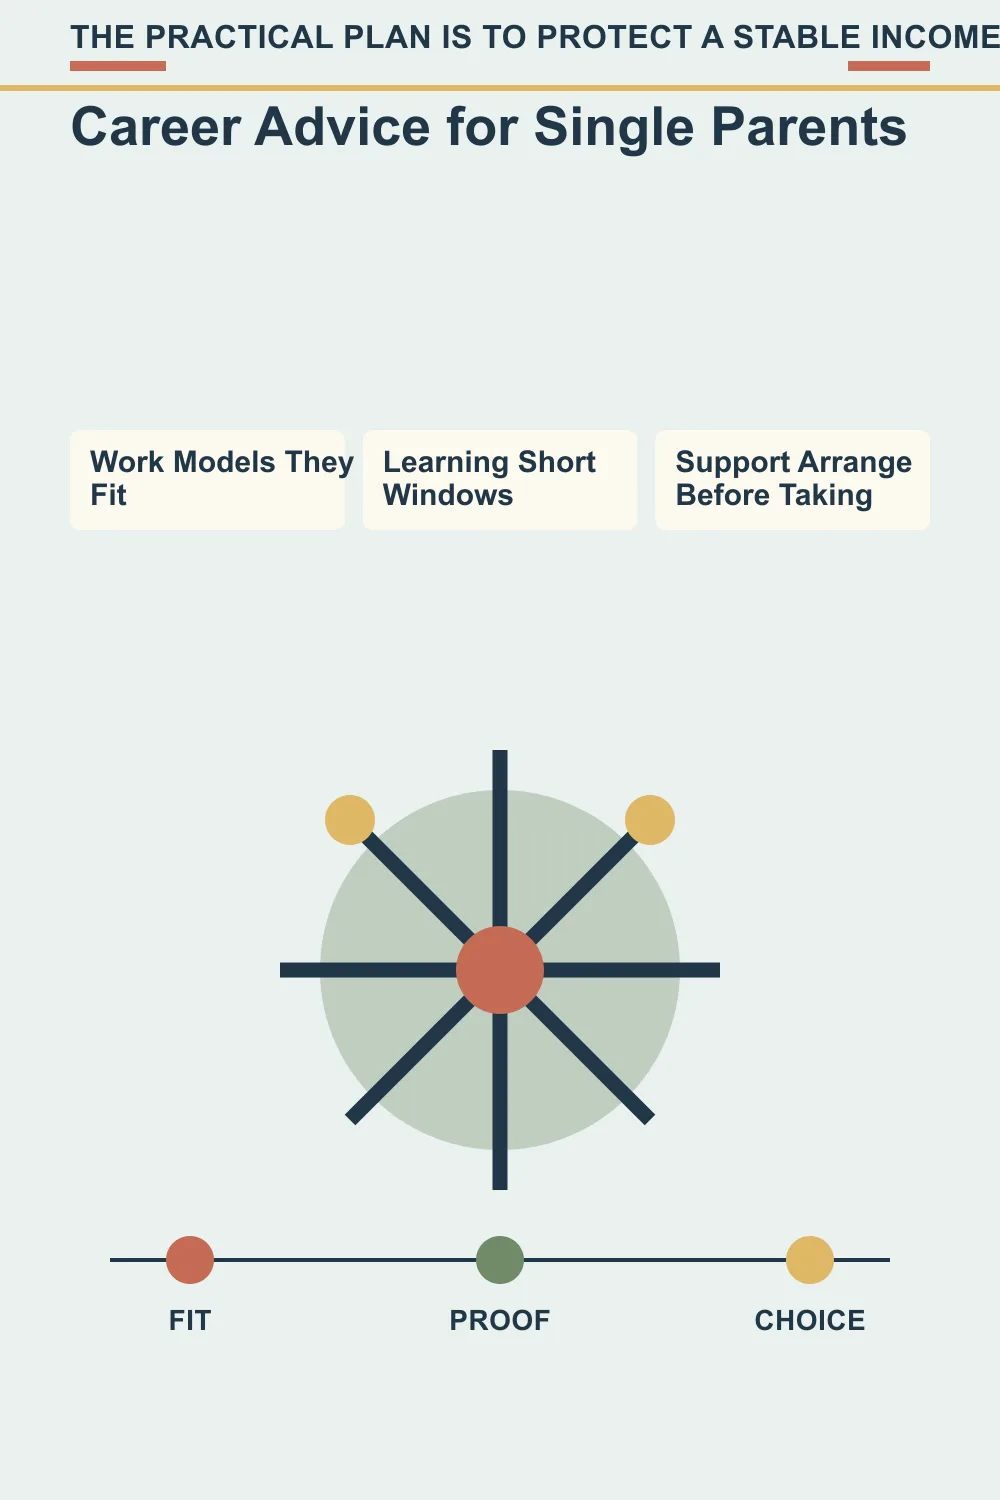 THE PRACTICAL PLAN IS TO PROTECT A STABLE INCOME
Career Advice for Single Parents
Work Models They
Fit
Learning Short
Windows
Support Arrange
Before Taking
FIT
PROOF
CHOICE